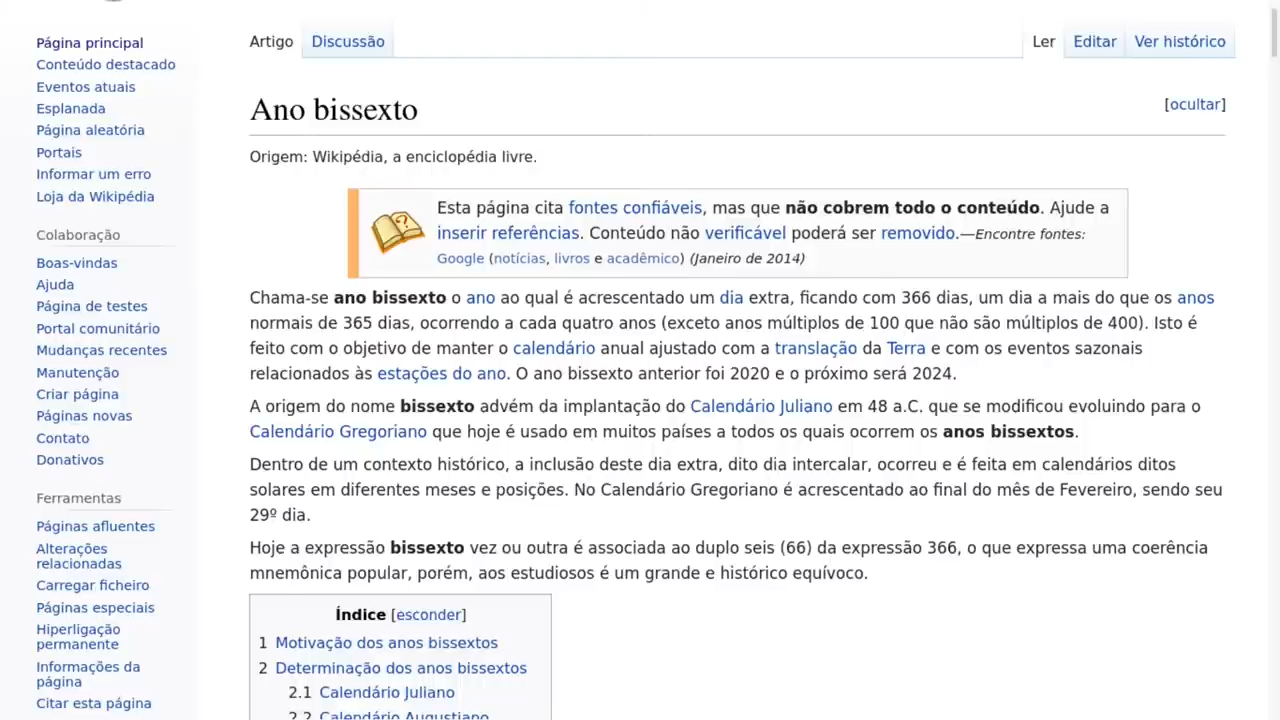 Página principal
Conteúdo destacado
Eventos atuais
Esplanada
Página aleatória
Portais
Informar um erro
Loja da Wikipédia
Colaboração
Boas-vindas
Ajuda
Página de testes
Portal comunitário
Mudanças recentes
Manutenção
Criar página
Páginas novas
Contato
Donativos
Ferramentas
Páginas afluentes
Alterações
relacionadas
Carregar ficheiro
Páginas especiais
Hiperligação
permanente
Informações da
página
Citar esta página
Artigo Discussão Ler Editar Ver histórico
Ano bissexto [ocultar]
Origem: Wikipédia, a enciclopédia livre.
Esta página cita fontes confiáveis, mas que não cobrem todo o conteúdo. Ajude a
inserir referências. Conteúdo não verificável poderá ser removido.—Encontre fontes:
Google (notícias, livros e acadêmico) (Janeiro de 2014)
Chama-se ano bissexto o ano ao qual é acrescentado um dia extra, ficando com 366 dias, um dia a mais do que os anos
normais de 365 dias, ocorrendo a cada quatro anos (exceto anos múltiplos de 100 que não são múltiplos de 400). Isto é
feito com o objetivo de manter o calendário anual ajustado com a translação da Terra e com os eventos sazonais
relacionados às estações do ano. O ano bissexto anterior foi 2020 e o próximo será 2024.
A origem do nome bissexto advém da implantação do Calendário Juliano em 48 a.C. que se modificou evoluindo para o
Calendário Gregoriano que hoje é usado em muitos países a todos os quais ocorrem os anos bissextos.
Dentro de um contexto histórico, a inclusão deste dia extra, dito dia intercalar, ocorreu e é feita em calendários ditos
solares em diferentes meses e posições. No Calendário Gregoriano é acrescentado ao final do mês de Fevereiro, sendo seu
29º dia.
Hoje a expressão bissexto vez ou outra é associada ao duplo seis (66) da expressão 366, o que expressa uma coerência
mnemônica popular, porém, aos estudiosos é um grande e histórico equívoco.
Índice [esconder]
1 Motivação dos anos bissextos
2 Determinação dos anos bissextos
2.1 Calendário Juliano
2.2 Calendário Augustiano